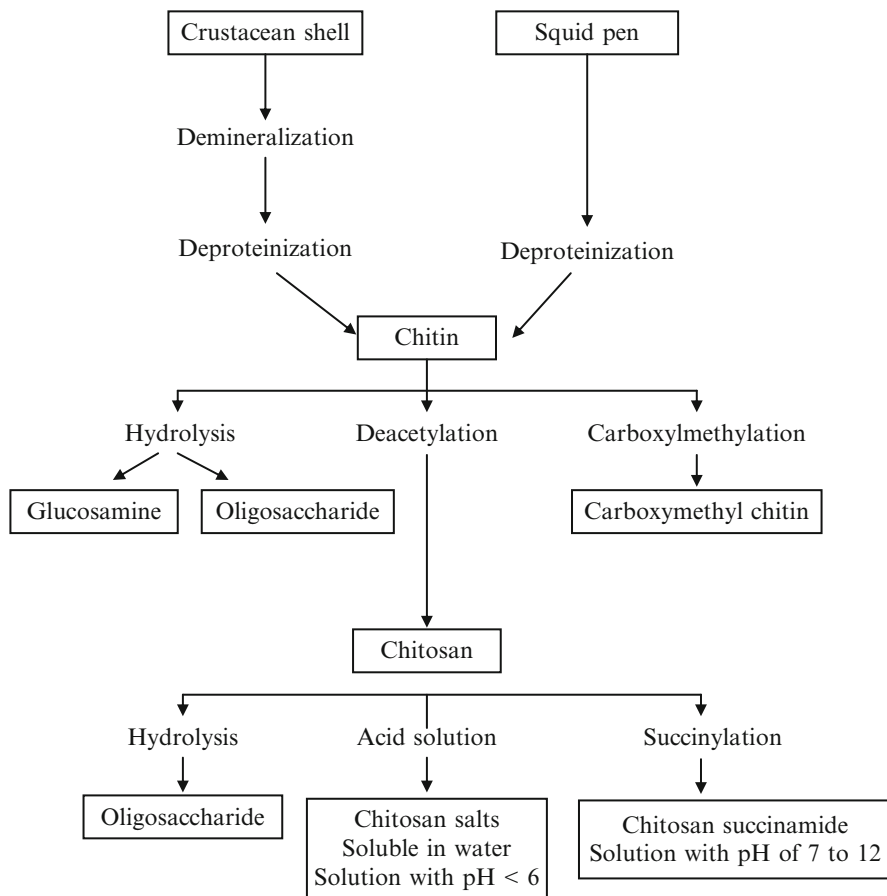 Crustacean shell
Squid pen
Demineralization
Deproteinization
Deproteinization
Chitin
Hydrolysis
Deacetylation
Carboxylmethylation
Glucosamine
Oligosaccharide
Carboxymethyl chitin
Chitosan
Hydrolysis
Acid solution
Succinylation
Oligosaccharide
Chitosan salts
Soluble in water
Solution with pH < 6
Chitosan succinamide
Solution with pH of 7 to 12